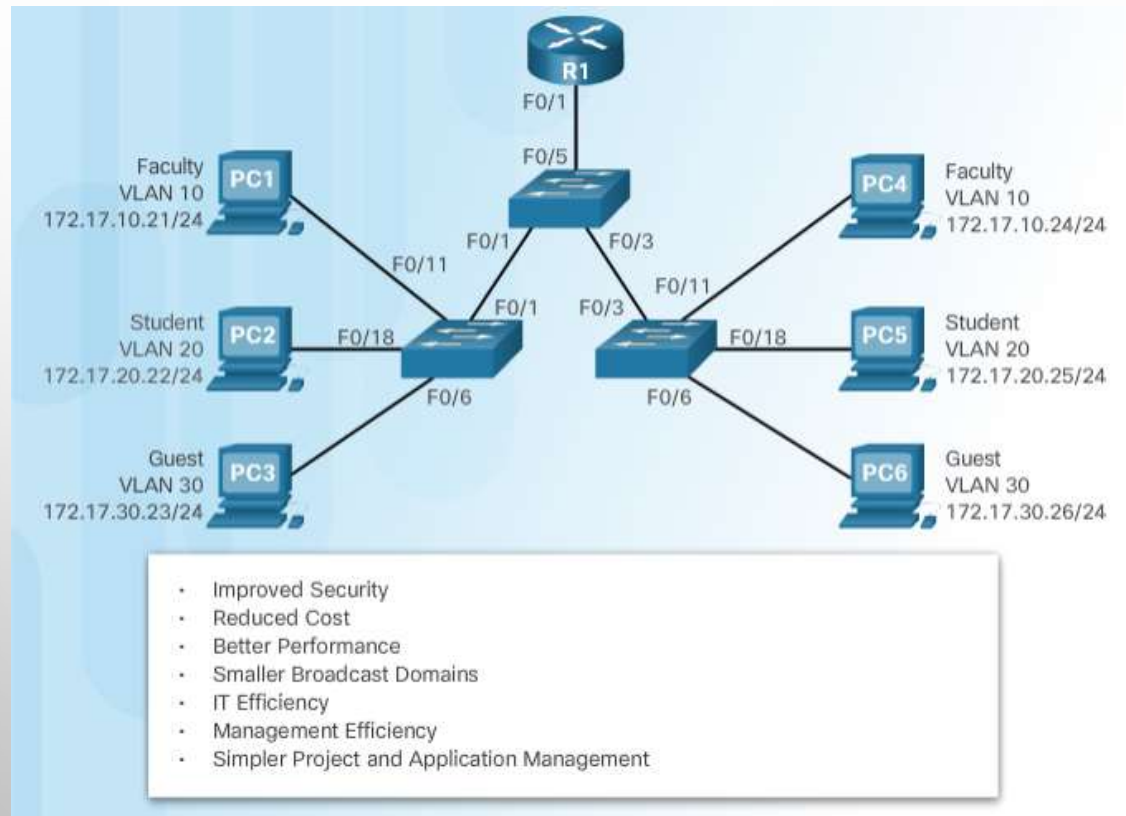 R1
F0/1
F0/5
Faculty
VLAN 10
172.17.10.21/24
PC1
PC4
Faculty
VLAN 10
172.17.10.24/24
F0/1
F0/3
F0/11
F0/1
F0/3
F0/11
Student
VLAN 20
172.17.20.22/24
PC2
F0/18
F0/18
PC5
Student
VLAN 20
172.17.20.25/24
F0/6
F0/6
Guest
VLAN 30
172.17.30.23/24
PC3
PC6
Guest
VLAN 30
172.17.30.26/24
· Improved Security
· Reduced Cost
· Better Performance
· Smaller Broadcast Domains
· IT Efficiency
· Management Efficiency
· Simpler Project and Application Management